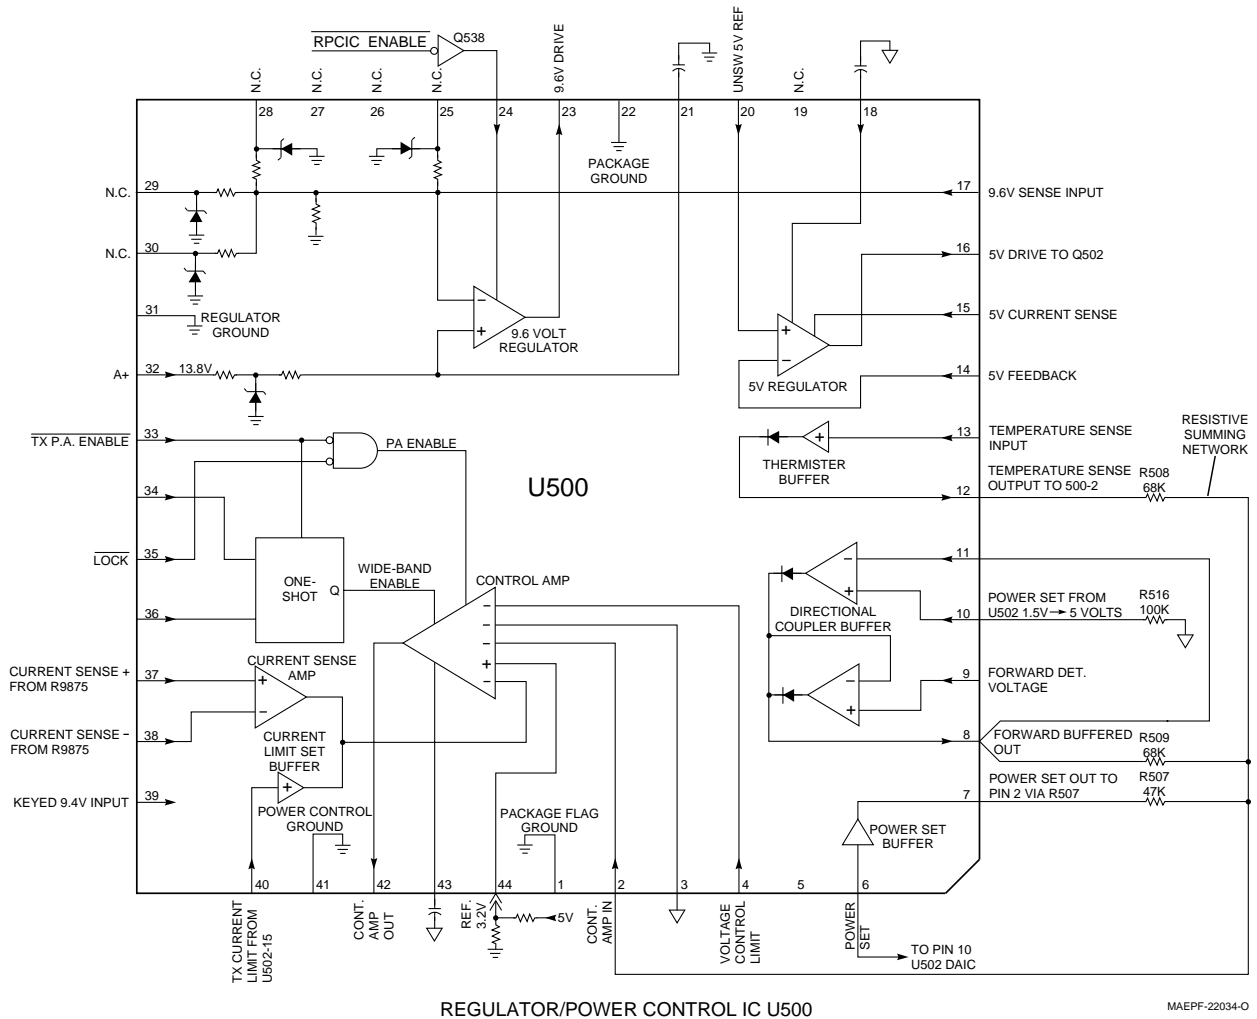 RPCIC ENABLE
Q538
N.C.
N.C.
N.C.
N.C.
9.6V DRIVE
UNSW 5V REF
N.C.
28
27
26
25
24
23
22
21
20
19
18
PACKAGE
GROUND
N.C.
29
17
9.6V SENSE INPUT
N.C.
30
16
5V DRIVE TO Q502
31
REGULATOR
GROUND
15
5V CURRENT SENSE
−
+
9.6 VOLT
REGULATOR
+
−
5V REGULATOR
A+
32
13.8V
14
5V FEEDBACK
TX P.A. ENABLE
33
PA ENABLE
13
TEMPERATURE SENSE
INPUT
+
THERMISTER
BUFFER
RESISTIVE
SUMMING
NETWORK
34
U500
12
TEMPERATURE SENSE
OUTPUT TO 500-2
R508
68K
LOCK
35
ONE-
SHOT
Q
WIDE-BAND
ENABLE
CONTROL AMP
−
−
−
+
−
36
11
−
+
DIRECTIONAL
COUPLER BUFFER
10
POWER SET FROM
U502 1.5V → 5 VOLTS
R516
100K
CURRENT SENSE +
FROM R9875
37
CURRENT SENSE
AMP
+
−
−
+
9
FORWARD DET.
VOLTAGE
CURRENT SENSE −
FROM R9875
38
CURRENT
LIMIT SET
BUFFER
+
8
FORWARD BUFFERED
OUT
R509
68K
KEYED 9.4V INPUT
39
POWER CONTROL
GROUND
PACKAGE FLAG
GROUND
7
POWER SET OUT TO
PIN 2 VIA R507
R507
47K
POWER SET
BUFFER
40
41
42
43
44
1
2
3
4
5
6
TX CURRENT
LIMIT FROM
U502-15
CONT.
AMP
OUT
REF.
3.2V
5V
CONT.
AMP IN
VOLTAGE
CONTROL
LIMIT
POWER
SET
TO PIN 10
U502 DAIC
REGULATOR/POWER CONTROL IC U500
MAEPF-22034-O